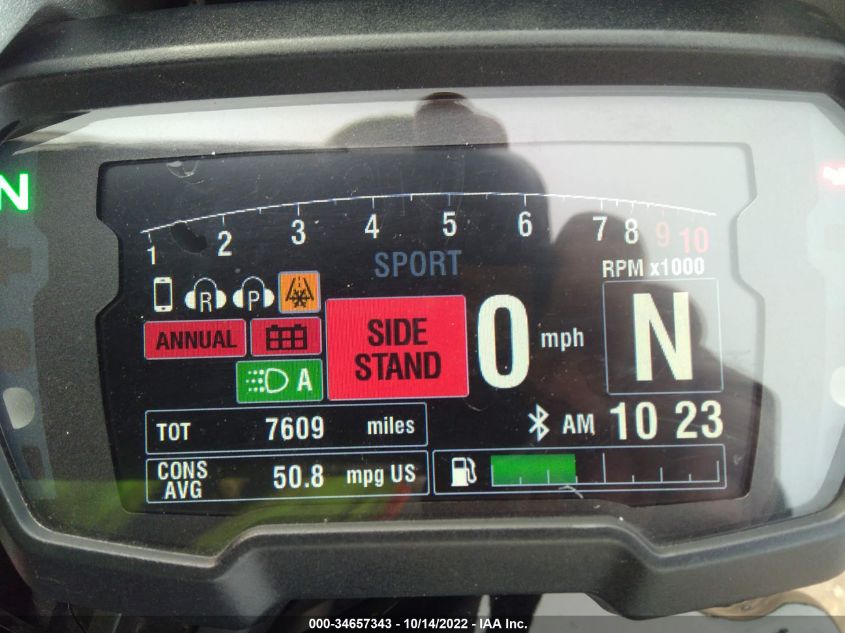 N
1 2 3 4 5 6 7 8 9 10
SPORT
RPM x1000
R P
ANNUAL
SIDE
STAND
0 mph
N
A
TOT 7609 miles
AM 10 23
CONS
AVG 50.8 mpg US
000-34657343 - 10/14/2022 - IAA Inc.